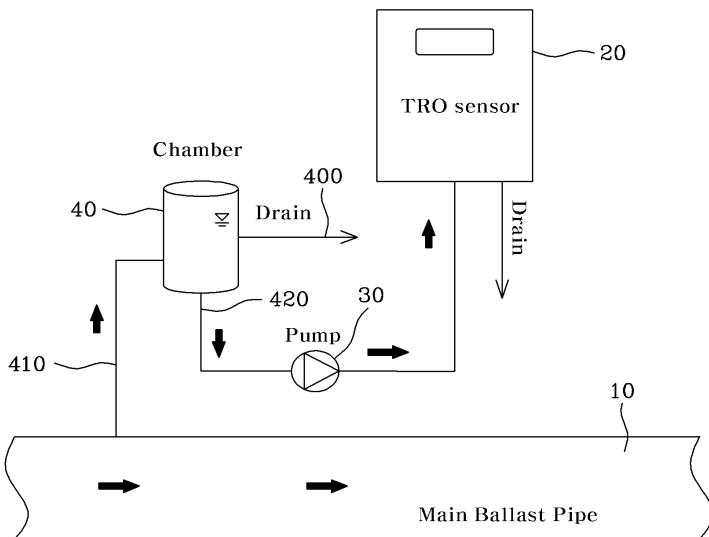 20
TRO sensor
Chamber
40
400
Drain
Drain
420
30
Pump
410
10
Main Ballast Pipe